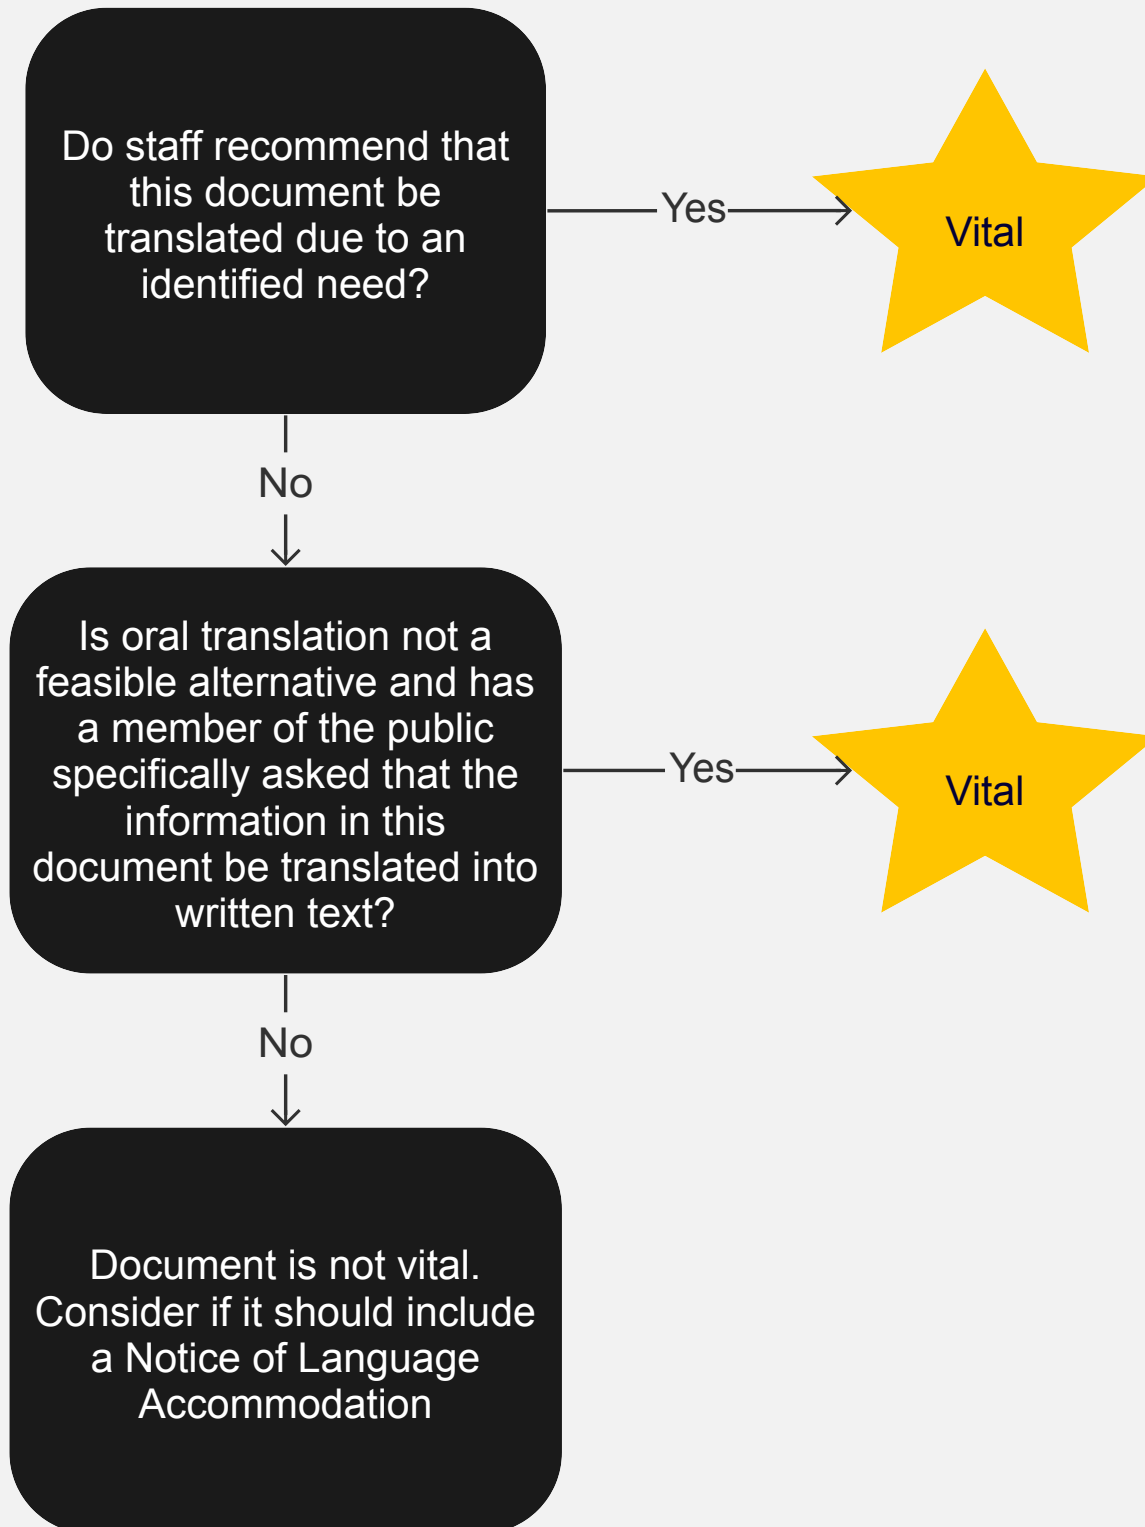 Do staff recommend that
this document be
translated due to an
identified need?
Yes
Vital
No
Is oral translation not a
feasible alternative and has
a member of the public
specifically asked that the
information in this
document be translated into
written text?
Yes
Vital
No
Document is not vital.
Consider if it should include
a Notice of Language
Accommodation